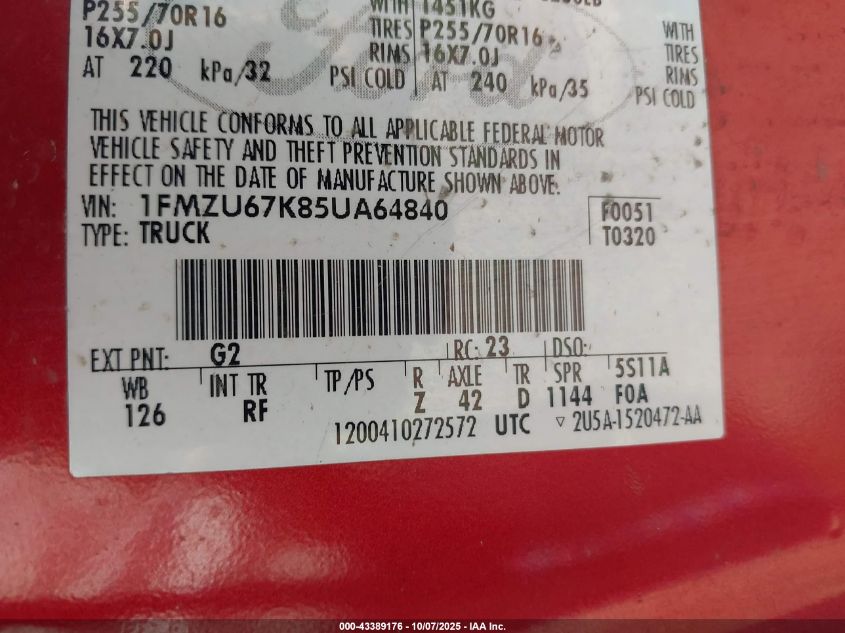 WITH 1451KG
P255/70R16 TIRES P255/70R16 WITH
16X7.0J RIMS 16X7.0J TIRES
AT 220 kPa/32 PSI COLD AT 240 kPa/35 RIMS
PSI COLD
Ford
THIS VEHICLE CONFORMS TO ALL APPLICABLE FEDERAL MOTOR
VEHICLE SAFETY AND THEFT PREVENTION STANDARDS IN
EFFECT ON THE DATE OF MANUFACTURE SHOWN ABOVE.
VIN: 1FMZU67K85UA64840 F0051
TYPE: TRUCK T0320
EXT PNT: G2 RC: 23 DSO:
WB INT TR TP/PS R AXLE TR SPR 5S11A
126 RF Z 42 D 1144 F0A
1200410272572 UTC ▽ 2U5A-1520472-AA
000-43389176 - 10/07/2025 - IAA Inc.